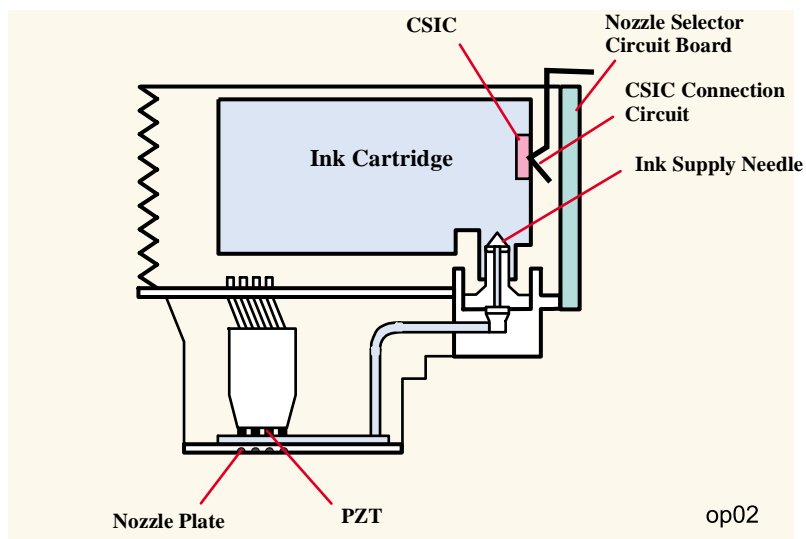 CSIC
Nozzle Selector
Circuit Board
CSIC Connection
Circuit
Ink Cartridge
Ink Supply Needle
Nozzle Plate
PZT
op02